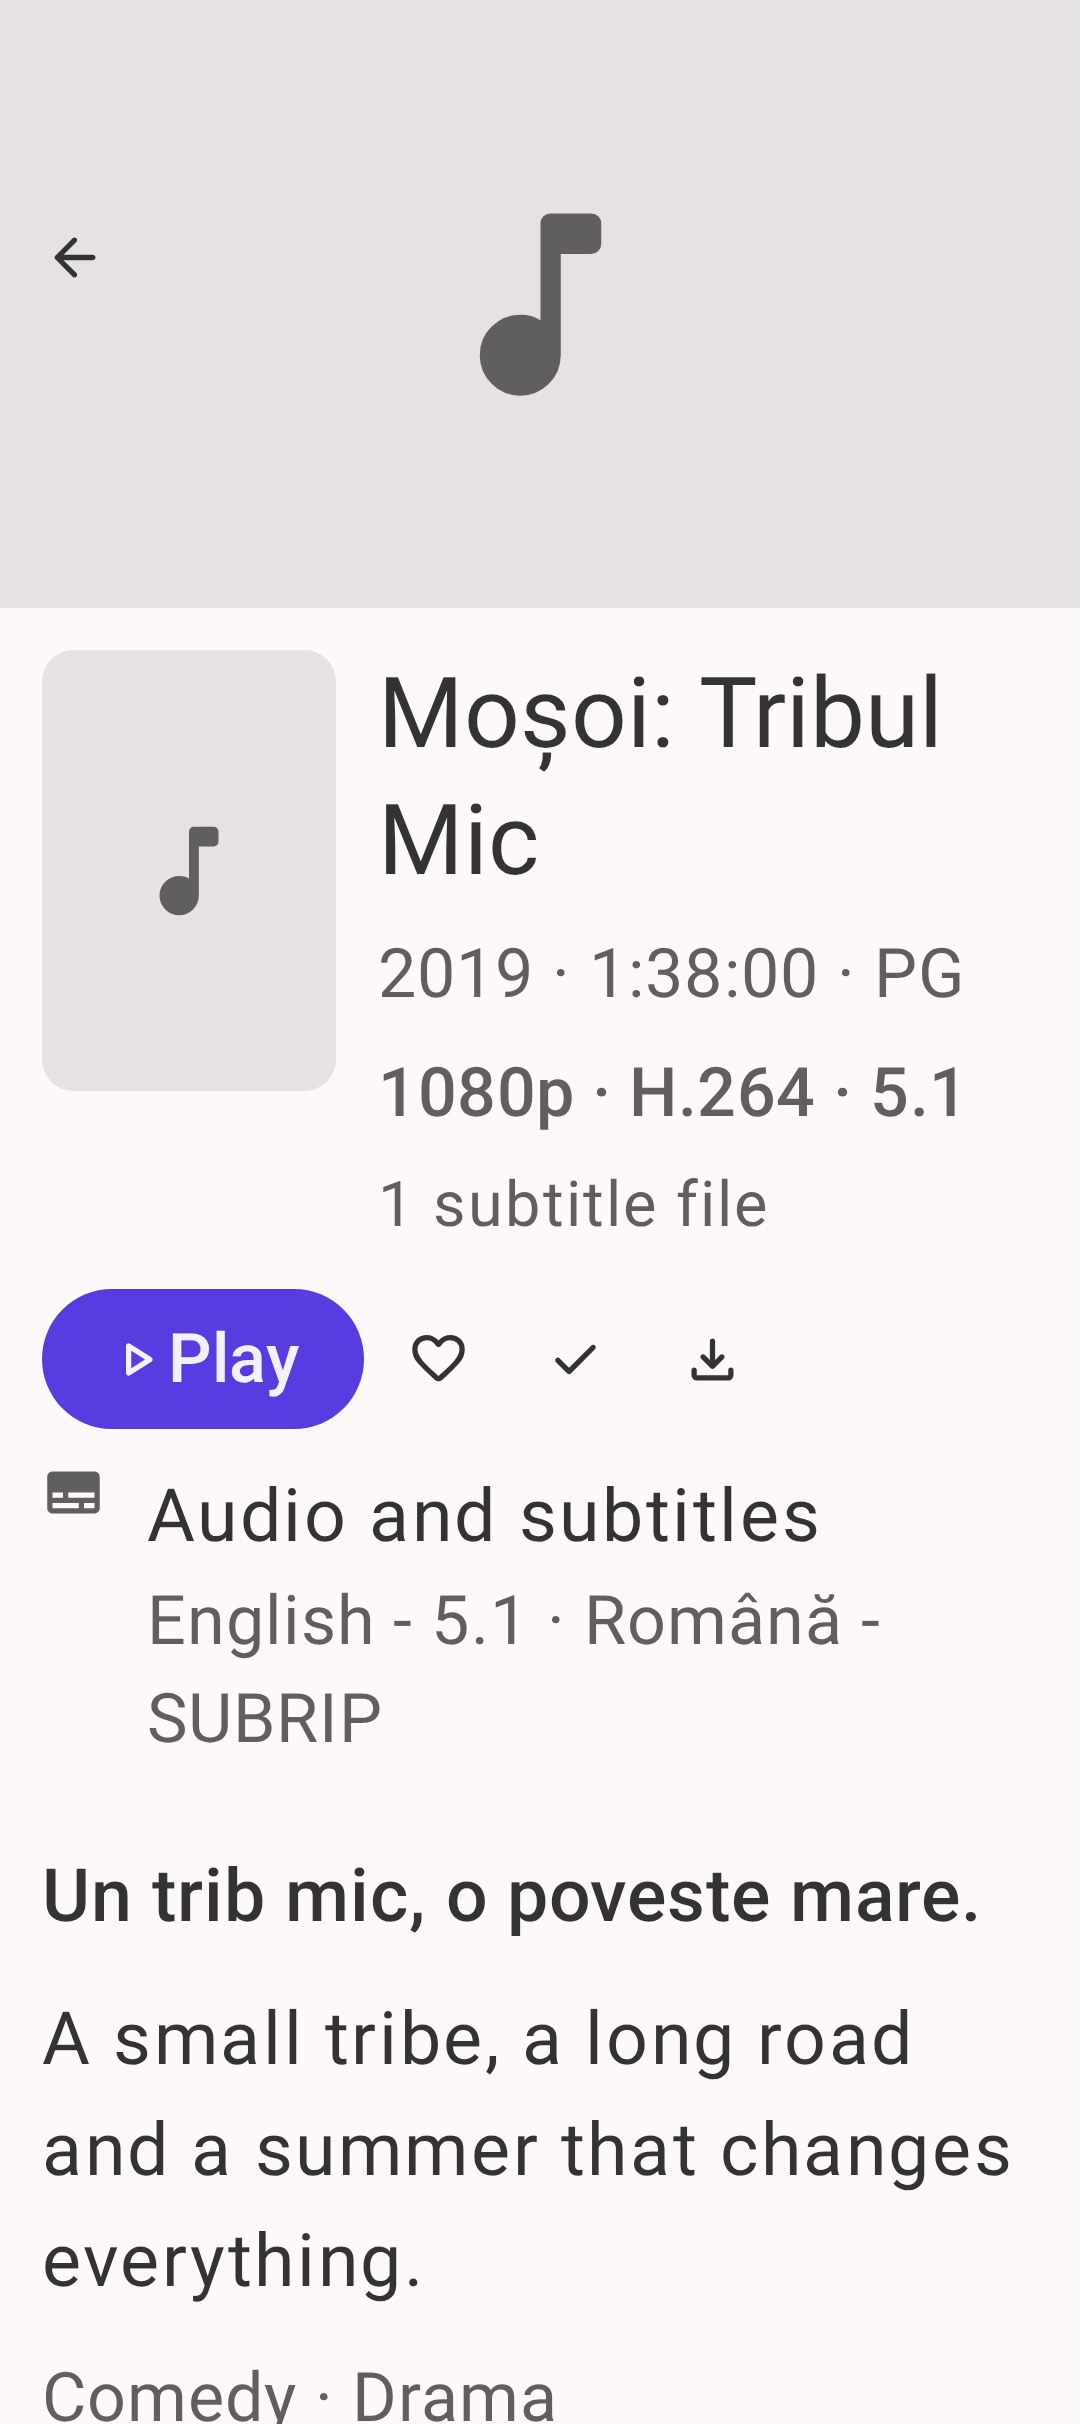 Moșoi: Tribul
Mic
2019 · 1:38:00 · PG
1080p · H.264 · 5.1
1 subtitle file
Play
Audio and subtitles
English - 5.1 · Română -
SUBRIP
Un trib mic, o poveste mare.
A small tribe, a long road
and a summer that changes
everything.
Comedy · Drama